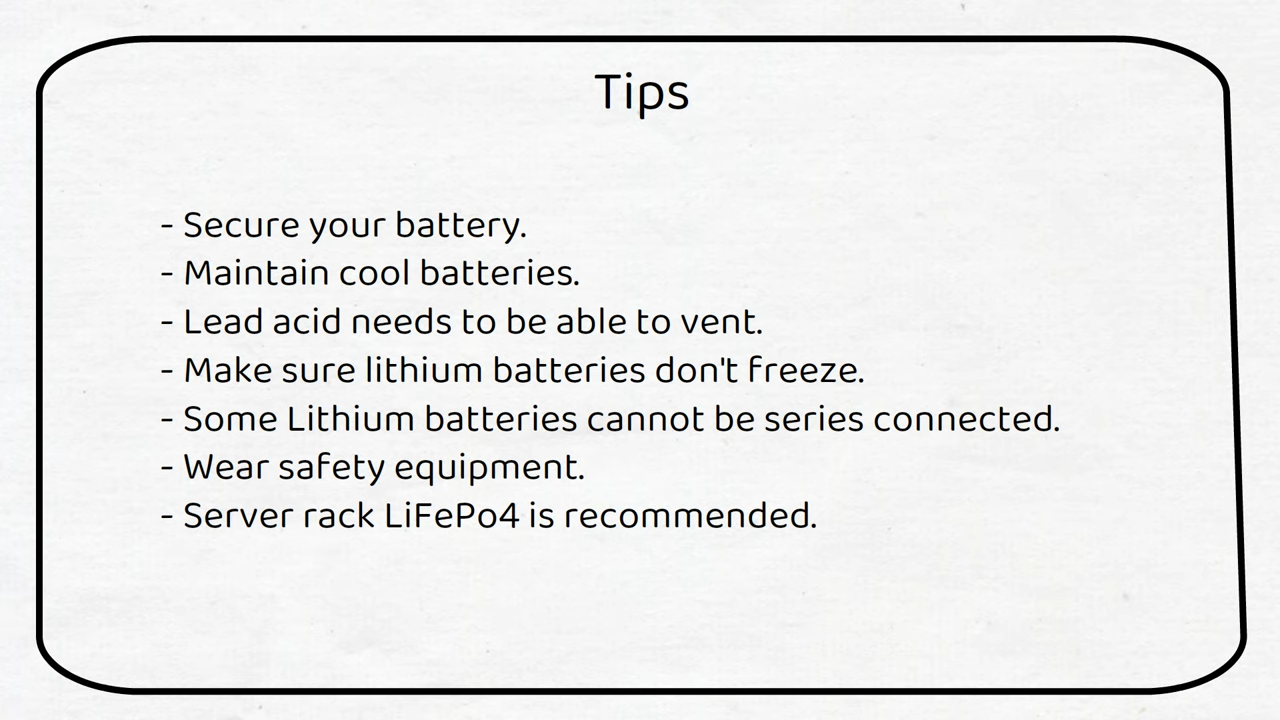 Tips
- Secure your battery.
- Maintain cool batteries.
- Lead acid needs to be able to vent.
- Make sure lithium batteries don't freeze.
- Some Lithium batteries cannot be series connected.
- Wear safety equipment.
- Server rack LiFePo4 is recommended.